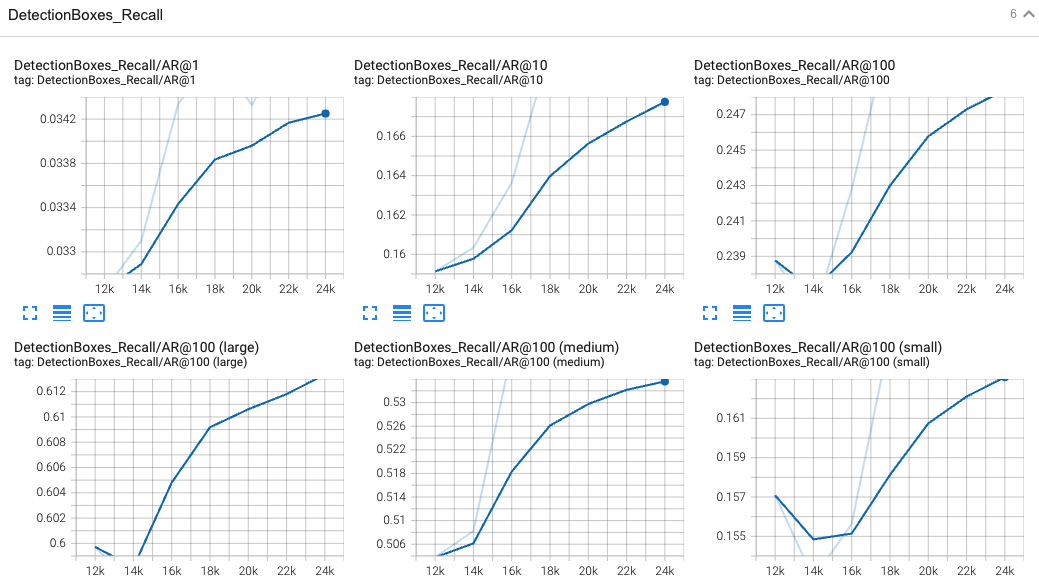 DetectionBoxes_Recall
6
DetectionBoxes_Recall/AR@1
tag: DetectionBoxes_Recall/AR@1
0.0342
0.0338
0.0334
0.033
12k 14k 16k 18k 20k 22k 24k
DetectionBoxes_Recall/AR@10
tag: DetectionBoxes_Recall/AR@10
0.166
0.164
0.162
0.16
12k 14k 16k 18k 20k 22k 24k
DetectionBoxes_Recall/AR@100
tag: DetectionBoxes_Recall/AR@100
0.247
0.245
0.243
0.241
0.239
12k 14k 16k 18k 20k 22k 24k
DetectionBoxes_Recall/AR@100 (large)
tag: DetectionBoxes_Recall/AR@100 (large)
0.612
0.61
0.608
0.606
0.604
0.602
0.6
12k 14k 16k 18k 20k 22k 24k
DetectionBoxes_Recall/AR@100 (medium)
tag: DetectionBoxes_Recall/AR@100 (medium)
0.53
0.526
0.522
0.518
0.514
0.51
0.506
12k 14k 16k 18k 20k 22k 24k
DetectionBoxes_Recall/AR@100 (small)
tag: DetectionBoxes_Recall/AR@100 (small)
0.161
0.159
0.157
0.155
12k 14k 16k 18k 20k 22k 24k